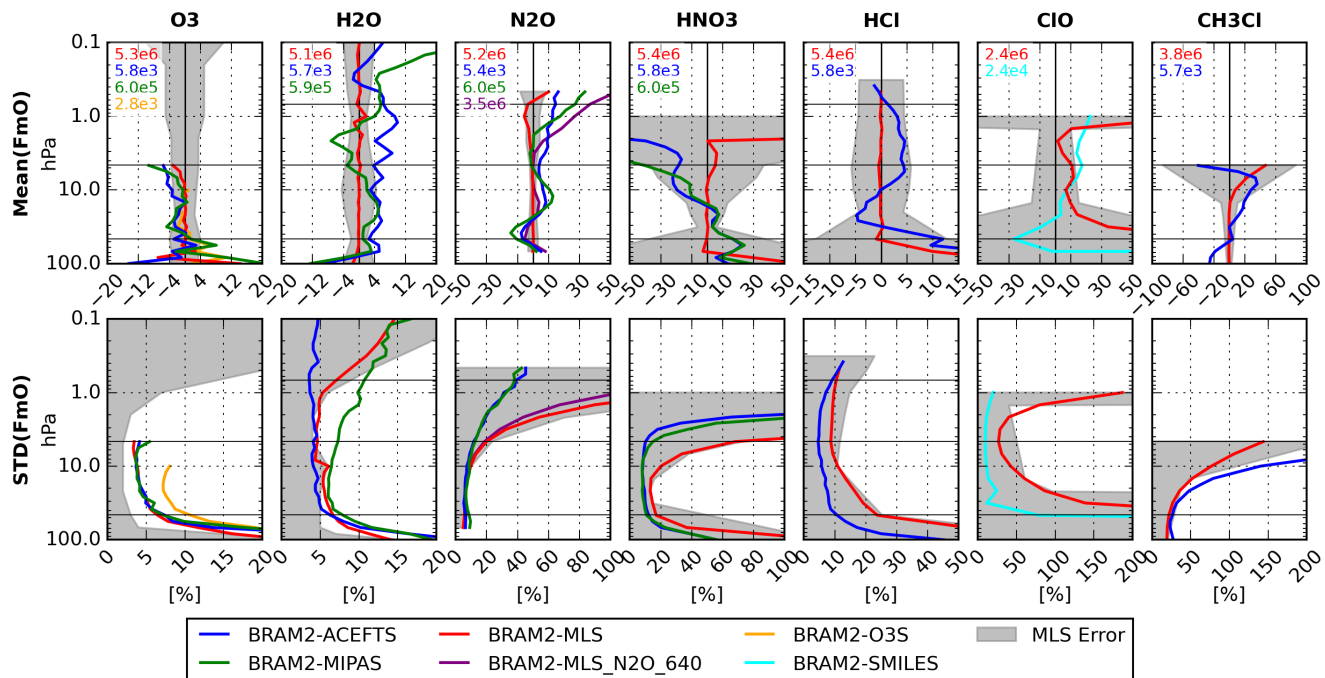 O3 H2O N2O HNO3 HCl ClO CH3Cl
Mean(FmO)
hPa
0.1
1.0
10.0
100.0
5.3e6
5.8e3
6.0e5
2.8e3
−20 −12 −4 4 12 20
5.1e6
5.7e3
5.9e5
−20 −12 −4 4 12 20
5.2e6
5.4e3
6.0e5
3.5e6
−50 −30 −10 10 30 50
5.4e6
5.8e3
6.0e5
−50 −30 −10 10 30 50
5.4e6
5.8e3
−15 −10 −5 0 5 10 15
2.4e6
2.4e4
−50 −30 −10 10 30 50
3.8e6
5.7e3
−100 −60 −20 20 60 100
STD(FmO)
hPa
0.1
1.0
10.0
100.0
0 5 10 15 20
0 5 10 15 20
0 20 40 60 80 100
0 20 40 60 80 100
0 10 20 30 40 50
0 50 100 150 200
0 50 100 150 200
[%] [%] [%] [%] [%] [%] [%]
BRAM2-ACEFTS BRAM2-MLS BRAM2-O3S MLS Error
BRAM2-MIPAS BRAM2-MLS_N2O_640 BRAM2-SMILES